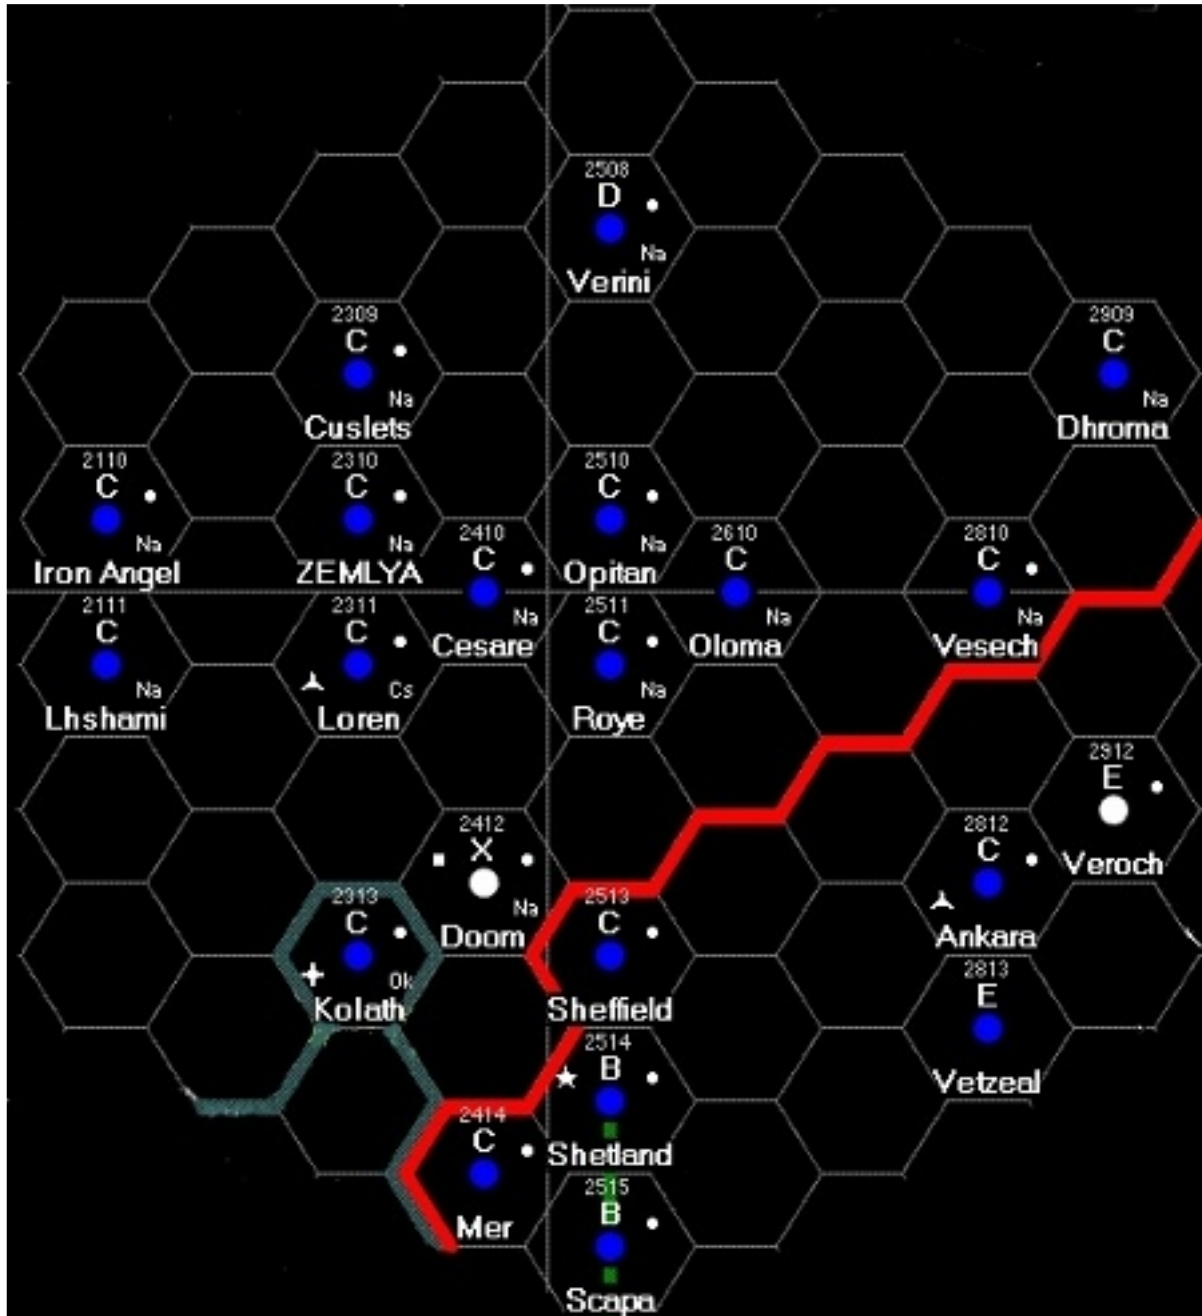 2508
D
Na
Verini
2309
C
Na
Cuslets
2909
C
Na
Dhroma
2110
C
Na
Iron Angel
2310
C
Na
ZEMLYA
2510
C
Na
Opitan
2410
C
Na
Cesare
2610
C
Na
Oloma
2810
C
Na
Vesech
2111
C
Na
Lhshami
2311
C
Cs
Loren
2511
C
Na
Roye
2912
E
Veroch
2412
X
Na
Doom
2812
C
Ankara
2313
C
Ok
Kolath
2513
C
Sheffield
2813
E
Vetzeal
2514
B
Shetland
2414
C
Mer
2515
B
Scapa